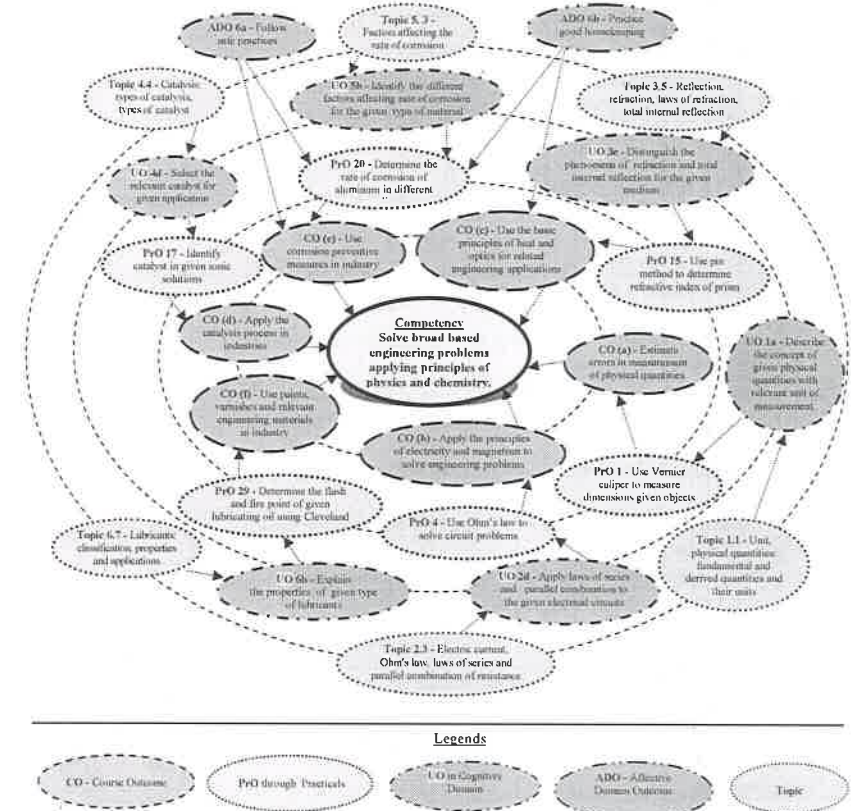 ADO 6a - Follow
safe practices
Topic 5.3 -
Factors affecting the
rate of corrosion
ADO 6b - Practice
good housekeeping
Topic 4.4 - Catalysis:
types of catalysis,
types of catalyst
UO 5b - Identify the different
factors affecting rate of corrosion
for the given type of material
Topic 3.5 - Reflection,
refraction, laws of refraction,
total internal reflection
UO 4d - Select the
relevant catalyst for
given application
PrO 20 - Determine the
rate of corrosion of
aluminum in different
UO 3e - Distinguish the
phenomena of refraction and total
internal reflection for the given
medium
PrO 17 - Identify
catalyst in given ionic
solutions
CO (e) - Use
corrosion preventive
measures in industry
CO (c) - Use the basic
principles of heat and
optics for related
engineering applications
PrO 15 - Use pin
method to determine
refractive index of prism
CO (d) - Apply the
catalysis process in
industries
Competency
Solve broad based
engineering problems
applying principles of
physics and chemistry.
CO (a) - Estimate
errors in measurement
of physical quantities
UO 1a - Describe
the concept of
given physical
quantities with
relevant unit of
measurement
CO (f) - Use paints,
varnishes and relevant
engineering materials
in industry
CO (b) - Apply the principles
of electricity and magnetism to
solve engineering problems
PrO 29 - Determine the flash
and fire point of given
lubricating oil using Cleveland
PrO 4 - Use Ohm's law to
solve circuit problems
PrO 1 - Use Vernier
caliper to measure
dimensions given objects
Topic 6.7 - Lubricants:
classification, properties
and applications
Topic 1.1 - Unit,
physical quantities:
fundamental and
derived quantities and
their units
UO 6h - Explain
the properties of given type
of lubricants
UO 2d - Apply laws of series
and parallel combination to
the given electrical circuits
Topic 2.3 - Electric current,
Ohm's law, laws of series and
parallel combination of resistance
Legends
CO - Course Outcome
PrO through Practicals
UO in Cognitive
Domain
ADO - Affective
Domain Outcome
Topic